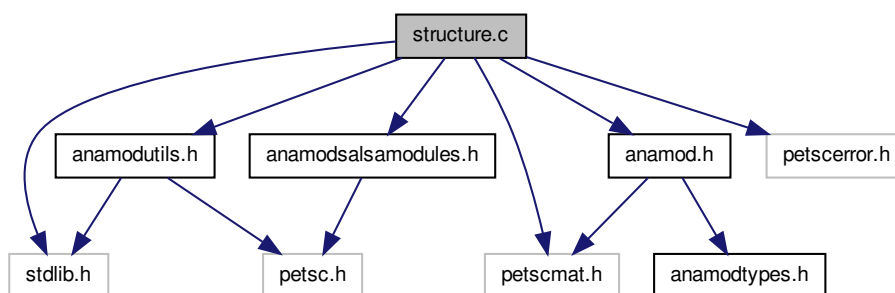 structure.c
anamodutils.h
anamodsalsamodules.h
anamod.h
petscerror.h
stdlib.h
petsc.h
petscmat.h
anamodtypes.h